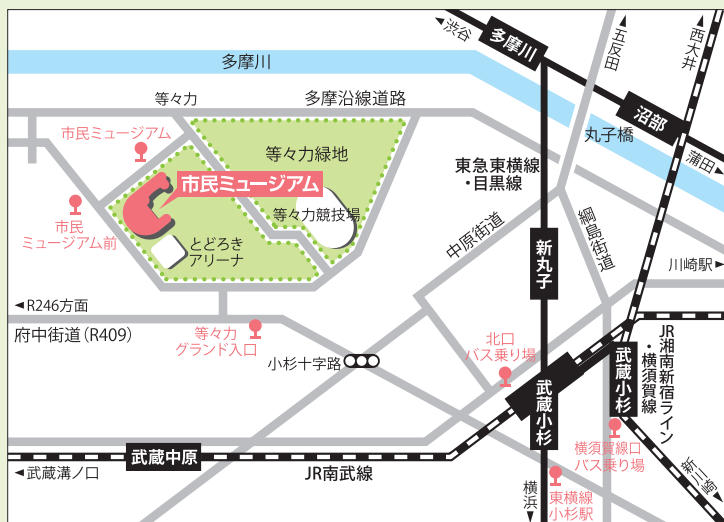 渋谷
多摩川
五反田
西大井
多摩川
等々力
多摩沿線道路
沼部
丸子橋
蒲田
市民ミュージアム
等々力緑地
東急東横線
・目黒線
市民ミュージアム
等々力競技場
市民
ミュージアム前
とどろき
アリーナ
中原街道
新丸子
綱島街道
川崎駅
R246方面
府中街道(R409)
等々力
グランド入口
小杉十字路
北口
バス乗り場
武蔵小杉
武蔵小杉
JR湘南新宿ライン
・横須賀線
武蔵中原
武蔵溝ノ口
JR南武線
横浜
東横線
小杉駅
横須賀線口
バス乗り場
新川崎